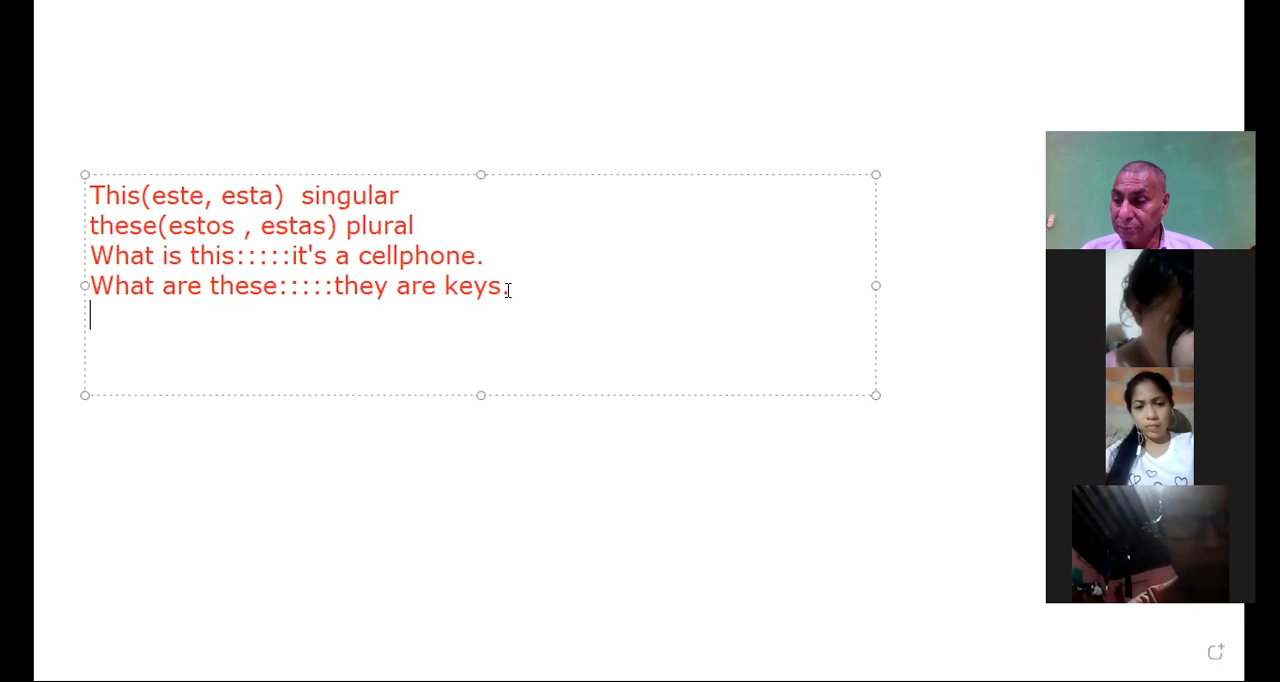 This(este, esta)  singular
these(estos , estas) plural
What is this:::::it's a cellphone.
What are these:::::they are keys.